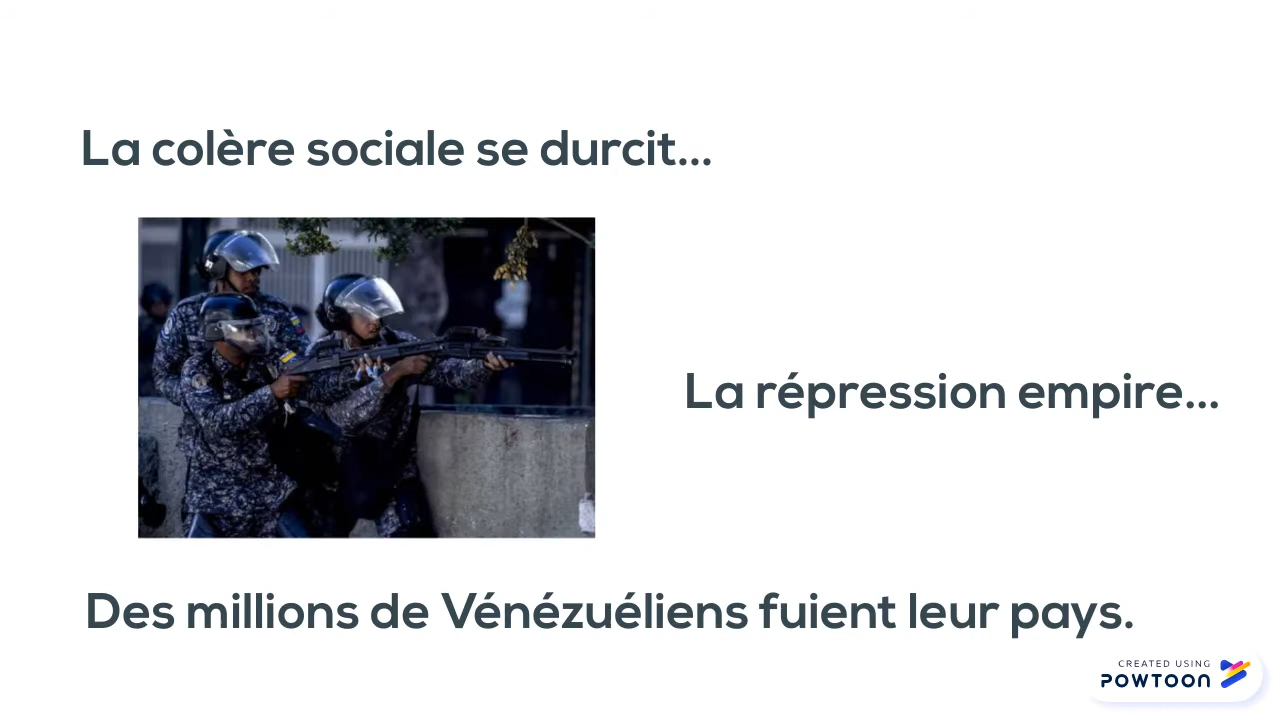 La colère sociale se durcit...
La répression empire...
Des millions de Vénézuéliens fuient leur pays.
CREATED USING
POWTOON